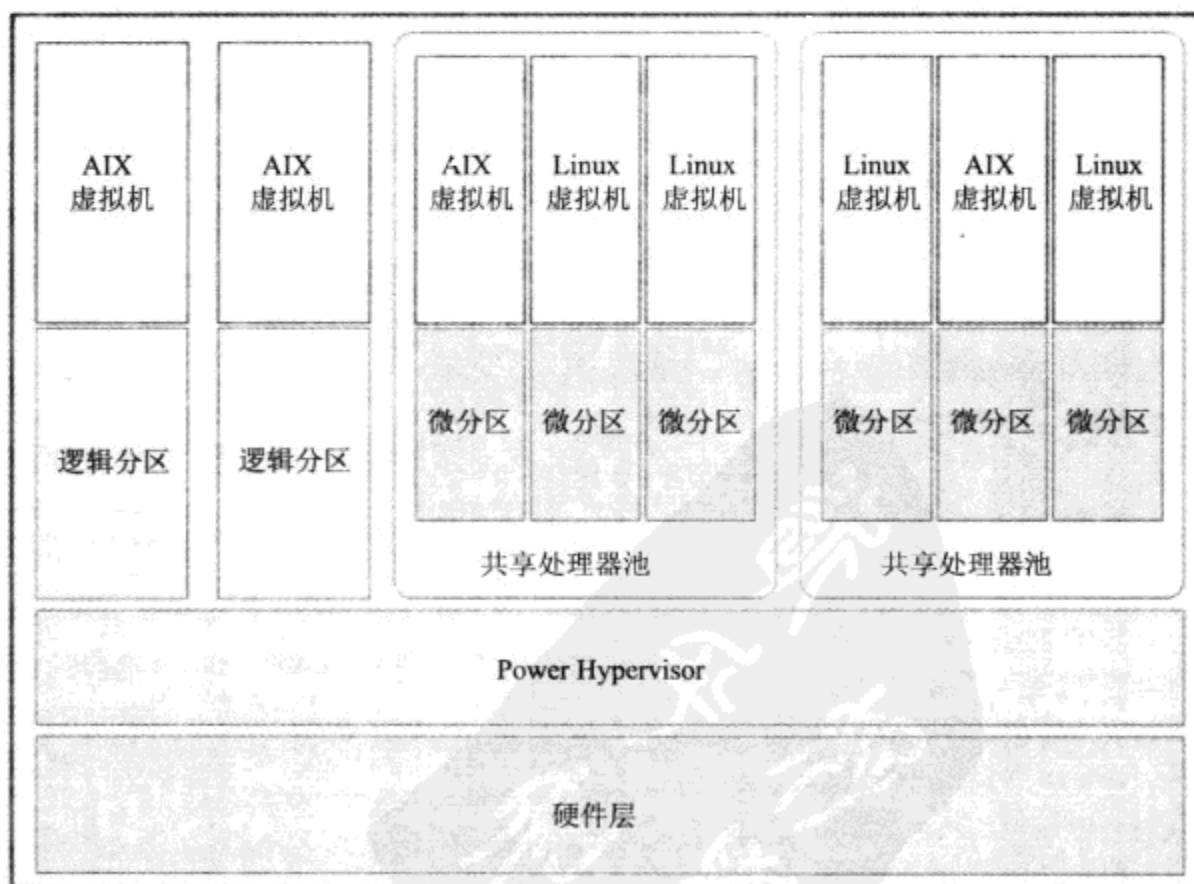 AIX
虚拟机
AIX
虚拟机
AIX
虚拟机
Linux
虚拟机
Linux
虚拟机
Linux
虚拟机
AIX
虚拟机
Linux
虚拟机
逻辑分区
逻辑分区
微分区
微分区
微分区
微分区
微分区
微分区
共享处理器池
共享处理器池
Power Hypervisor
硬件层